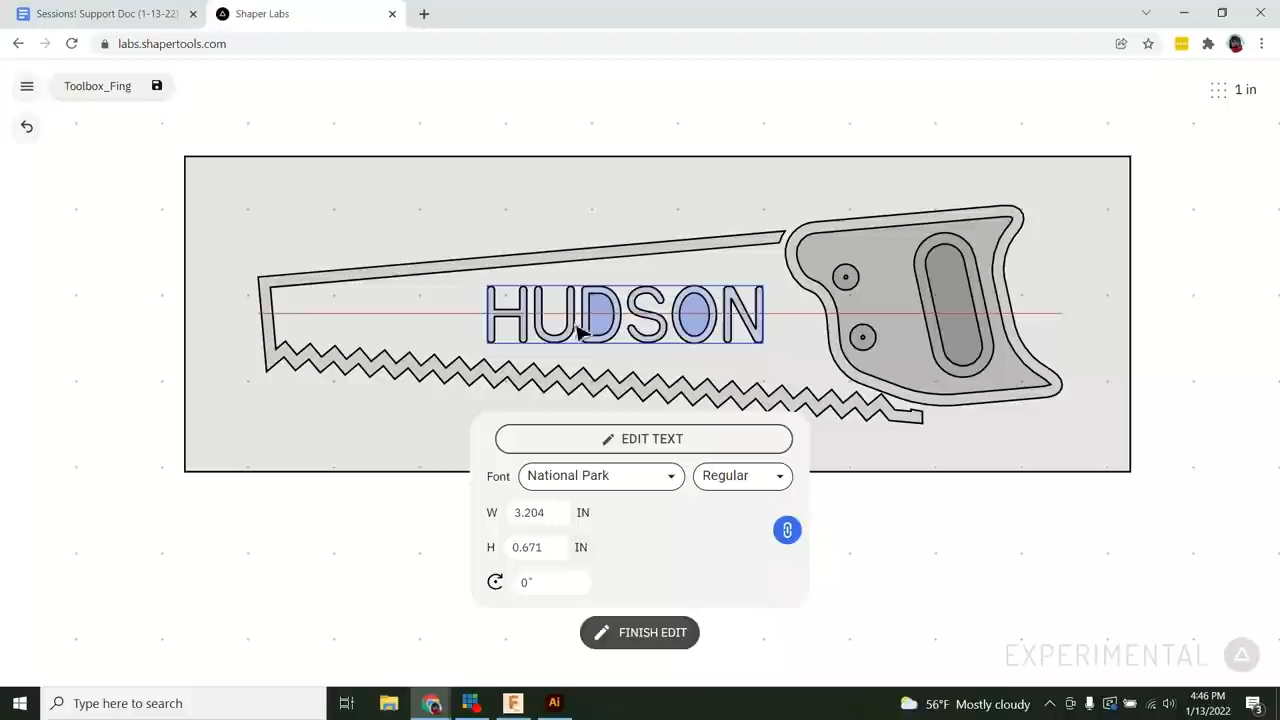 Sessions! Support Doc (1-13-22)
Shaper Labs
labs.shapertools.com
Toolbox_Fing
1 in
HUDSON
EDIT TEXT
Font National Park Regular
W 3.204 IN
H 0.671 IN
0°
FINISH EDIT
EXPERIMENTAL
Type here to search
Ai
56°F Mostly cloudy
4:46 PM
1/13/2022
3